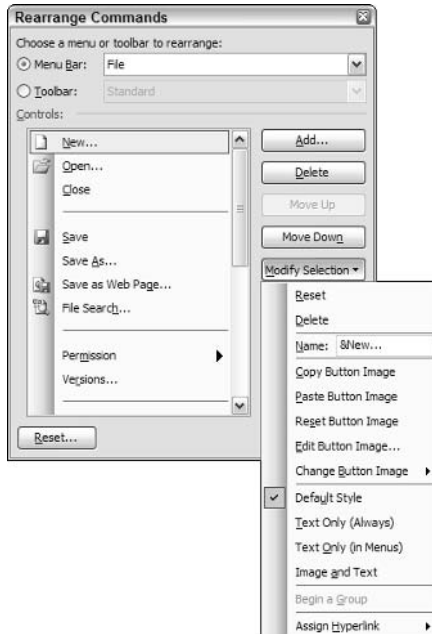 Rearrange Commands
Choose a menu or toolbar to rearrange:
Menu Bar: File
Toolbar: Standard
Controls:
New...
Open...
Close
Save
Save As...
Save as Web Page...
File Search...
Permission
Versions...
Add...
Delete
Move Up
Move Down
Modify Selection
Reset...
Reset
Delete
Name: &New...
Copy Button Image
Paste Button Image
Reset Button Image
Edit Button Image...
Change Button Image
Default Style
Text Only (Always)
Text Only (in Menus)
Image and Text
Begin a Group
Assign Hyperlink